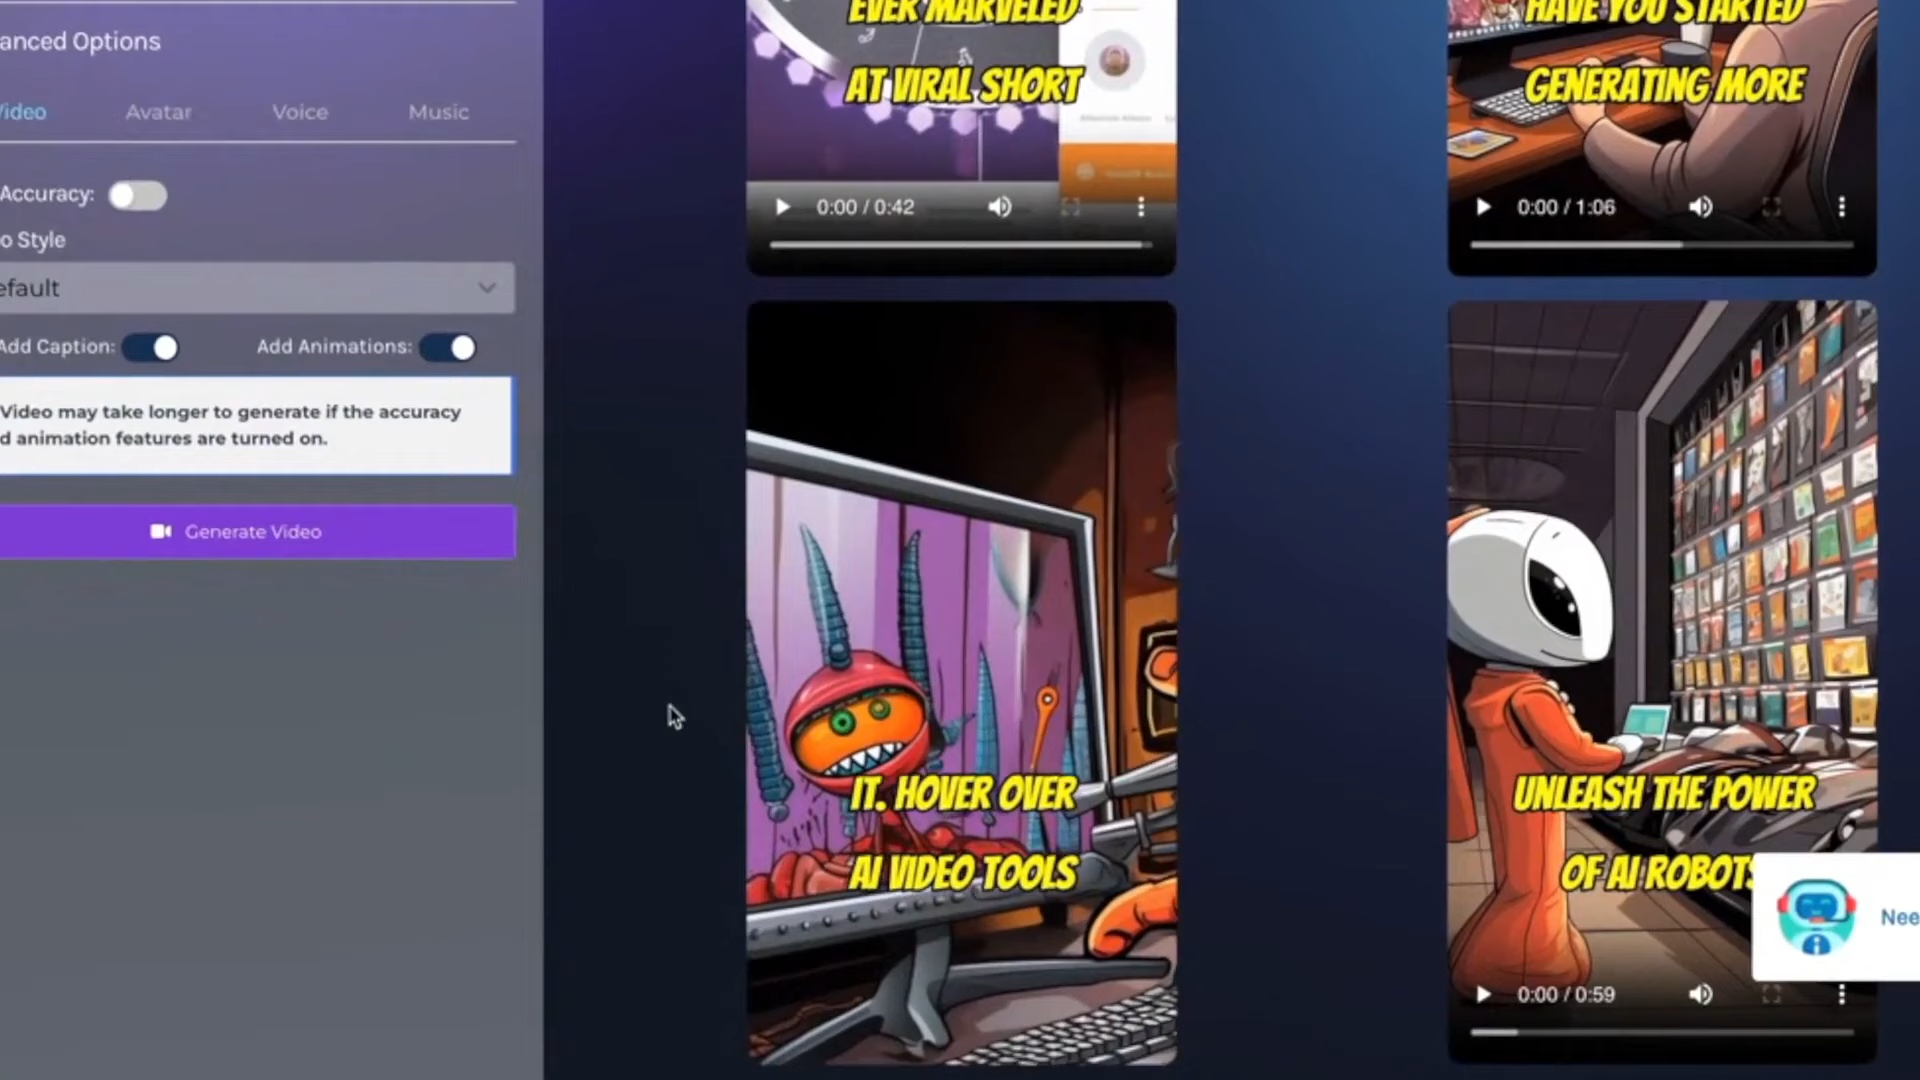 anced Options
Video
Avatar
Voice
Music
Accuracy:
o Style
efault
Add Caption:
Add Animations:
Video may take longer to generate if the accuracy
d animation features are turned on.
Generate Video
EVER MARVELED
AT VIRAL SHORT
0:00 / 0:42
HAVE YOU STARTED
GENERATING MORE
0:00 / 1:06
IT. HOVER OVER
AI VIDEO TOOLS
UNLEASH THE POWER
OF AI ROBOTS
0:00 / 0:59
Nee